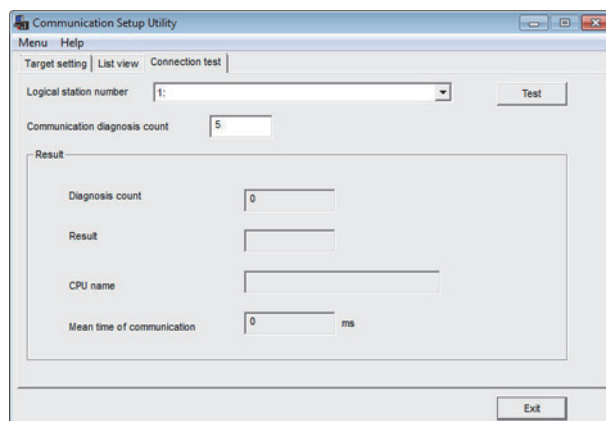 Communication Setup Utility
Menu Help
Target setting List view Connection test
Logical station number 1: Test
Communication diagnosis count 5
Result
Diagnosis count 0
Result
CPU name
Mean time of communication 0 ms
Exit